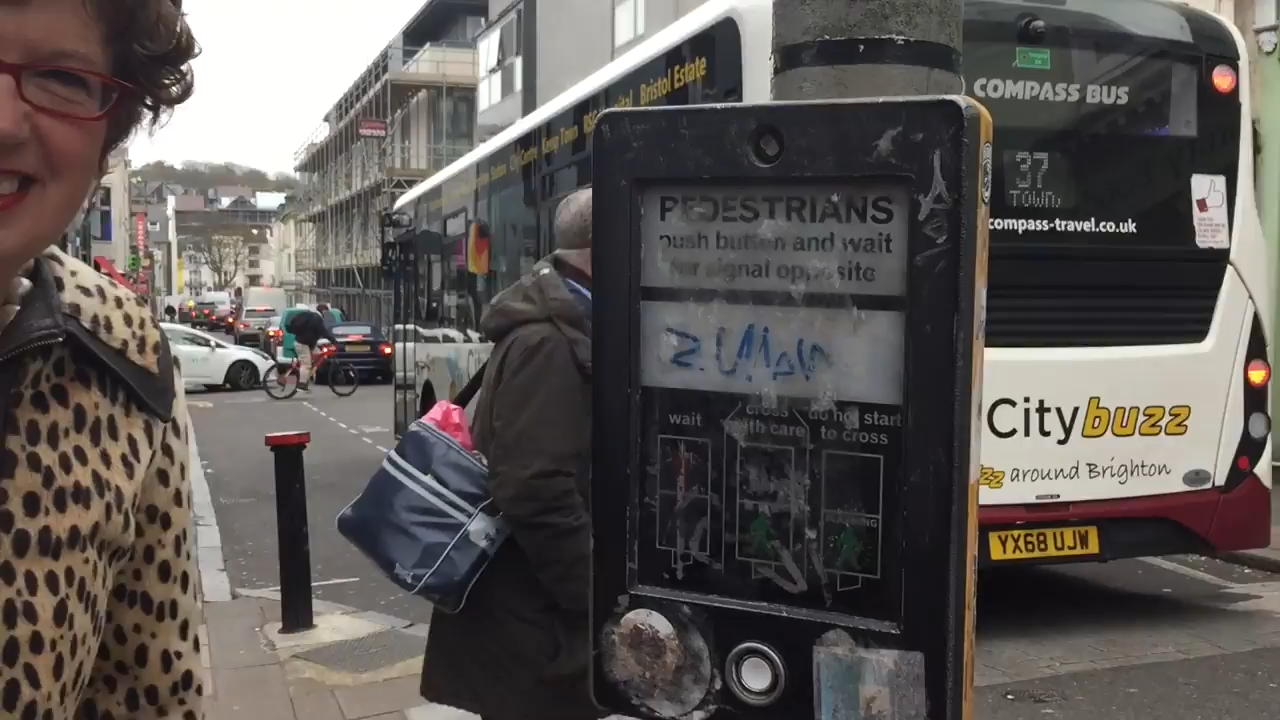 Bristol Estate
COMPASS BUS
37
TOWN,
compass-travel.co.uk
PEDESTRIANS
push button and wait
for signal opposite
wait
cross
with care
do not start
to cross
Citybuzz
zz around Brighton
YX68 UJW